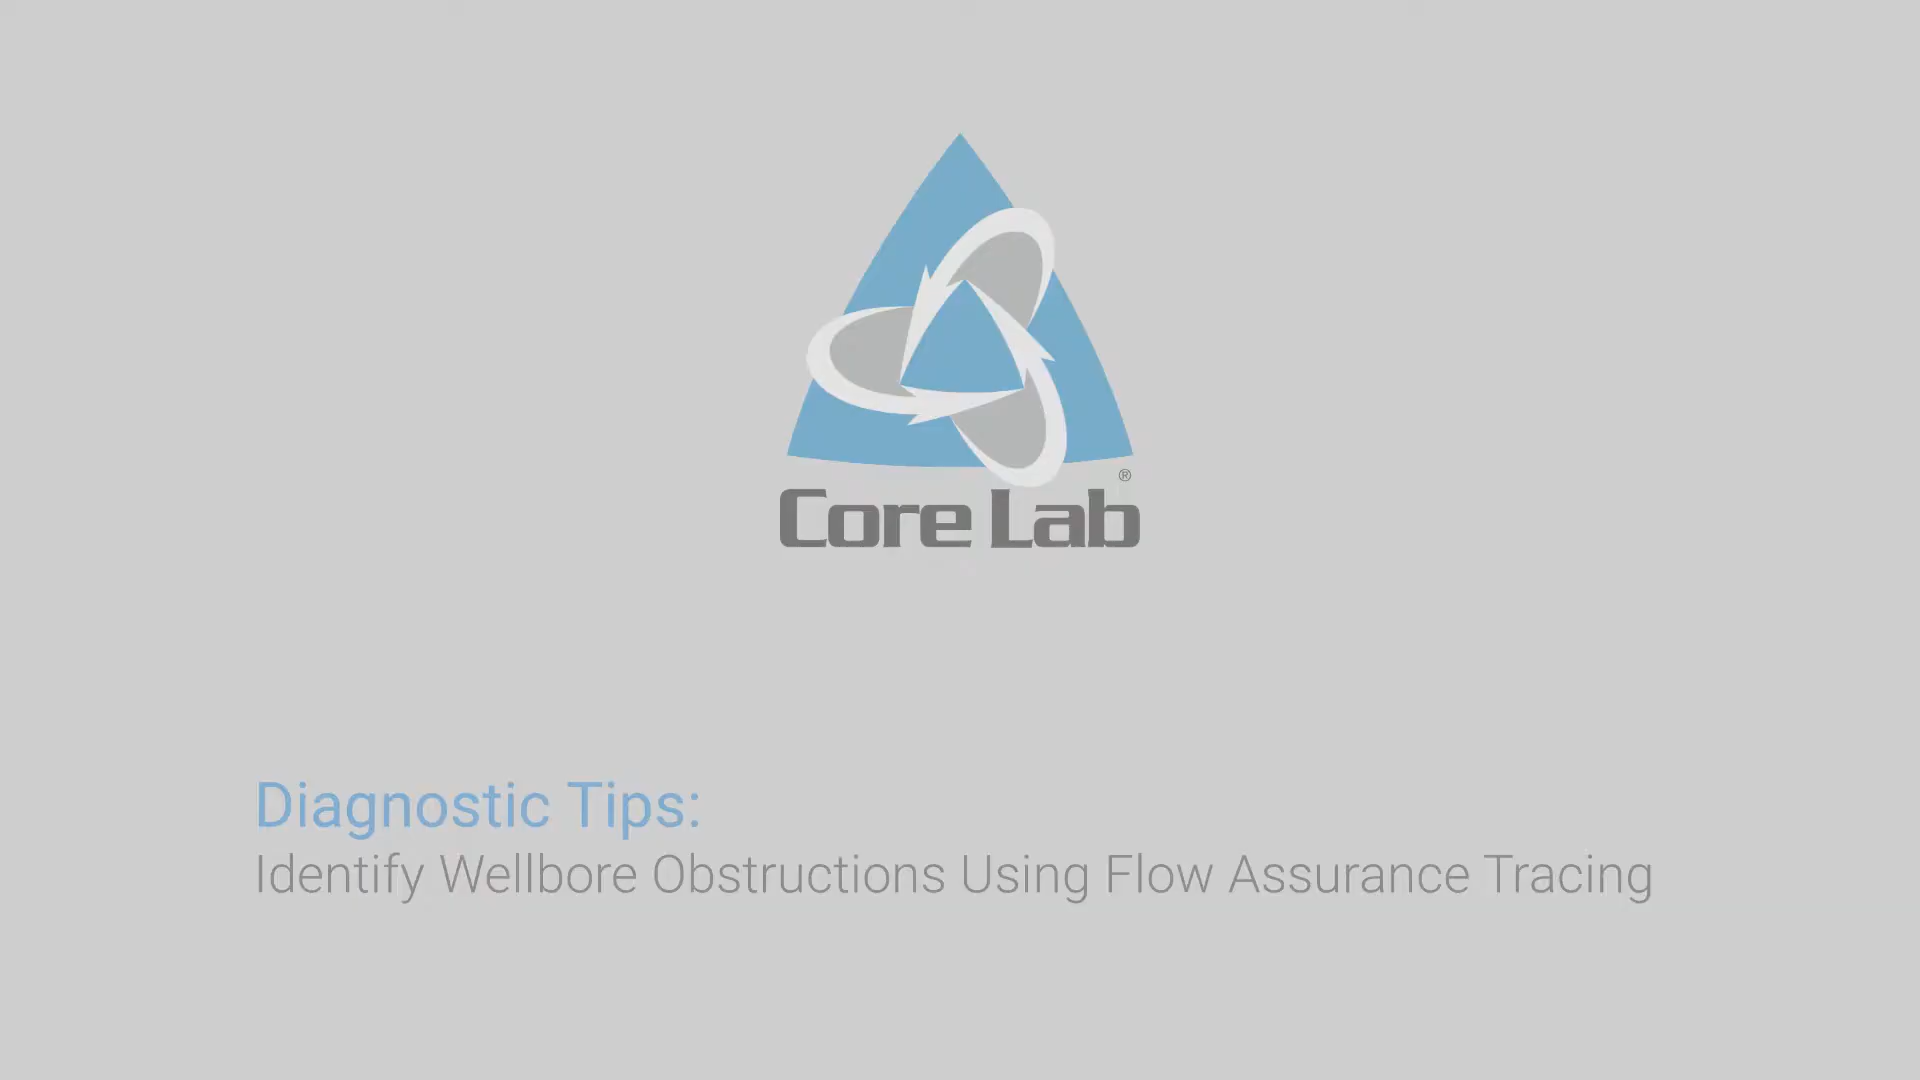 ®
Core Lab
Diagnostic Tips:
Identify Wellbore Obstructions Using Flow Assurance Tracing